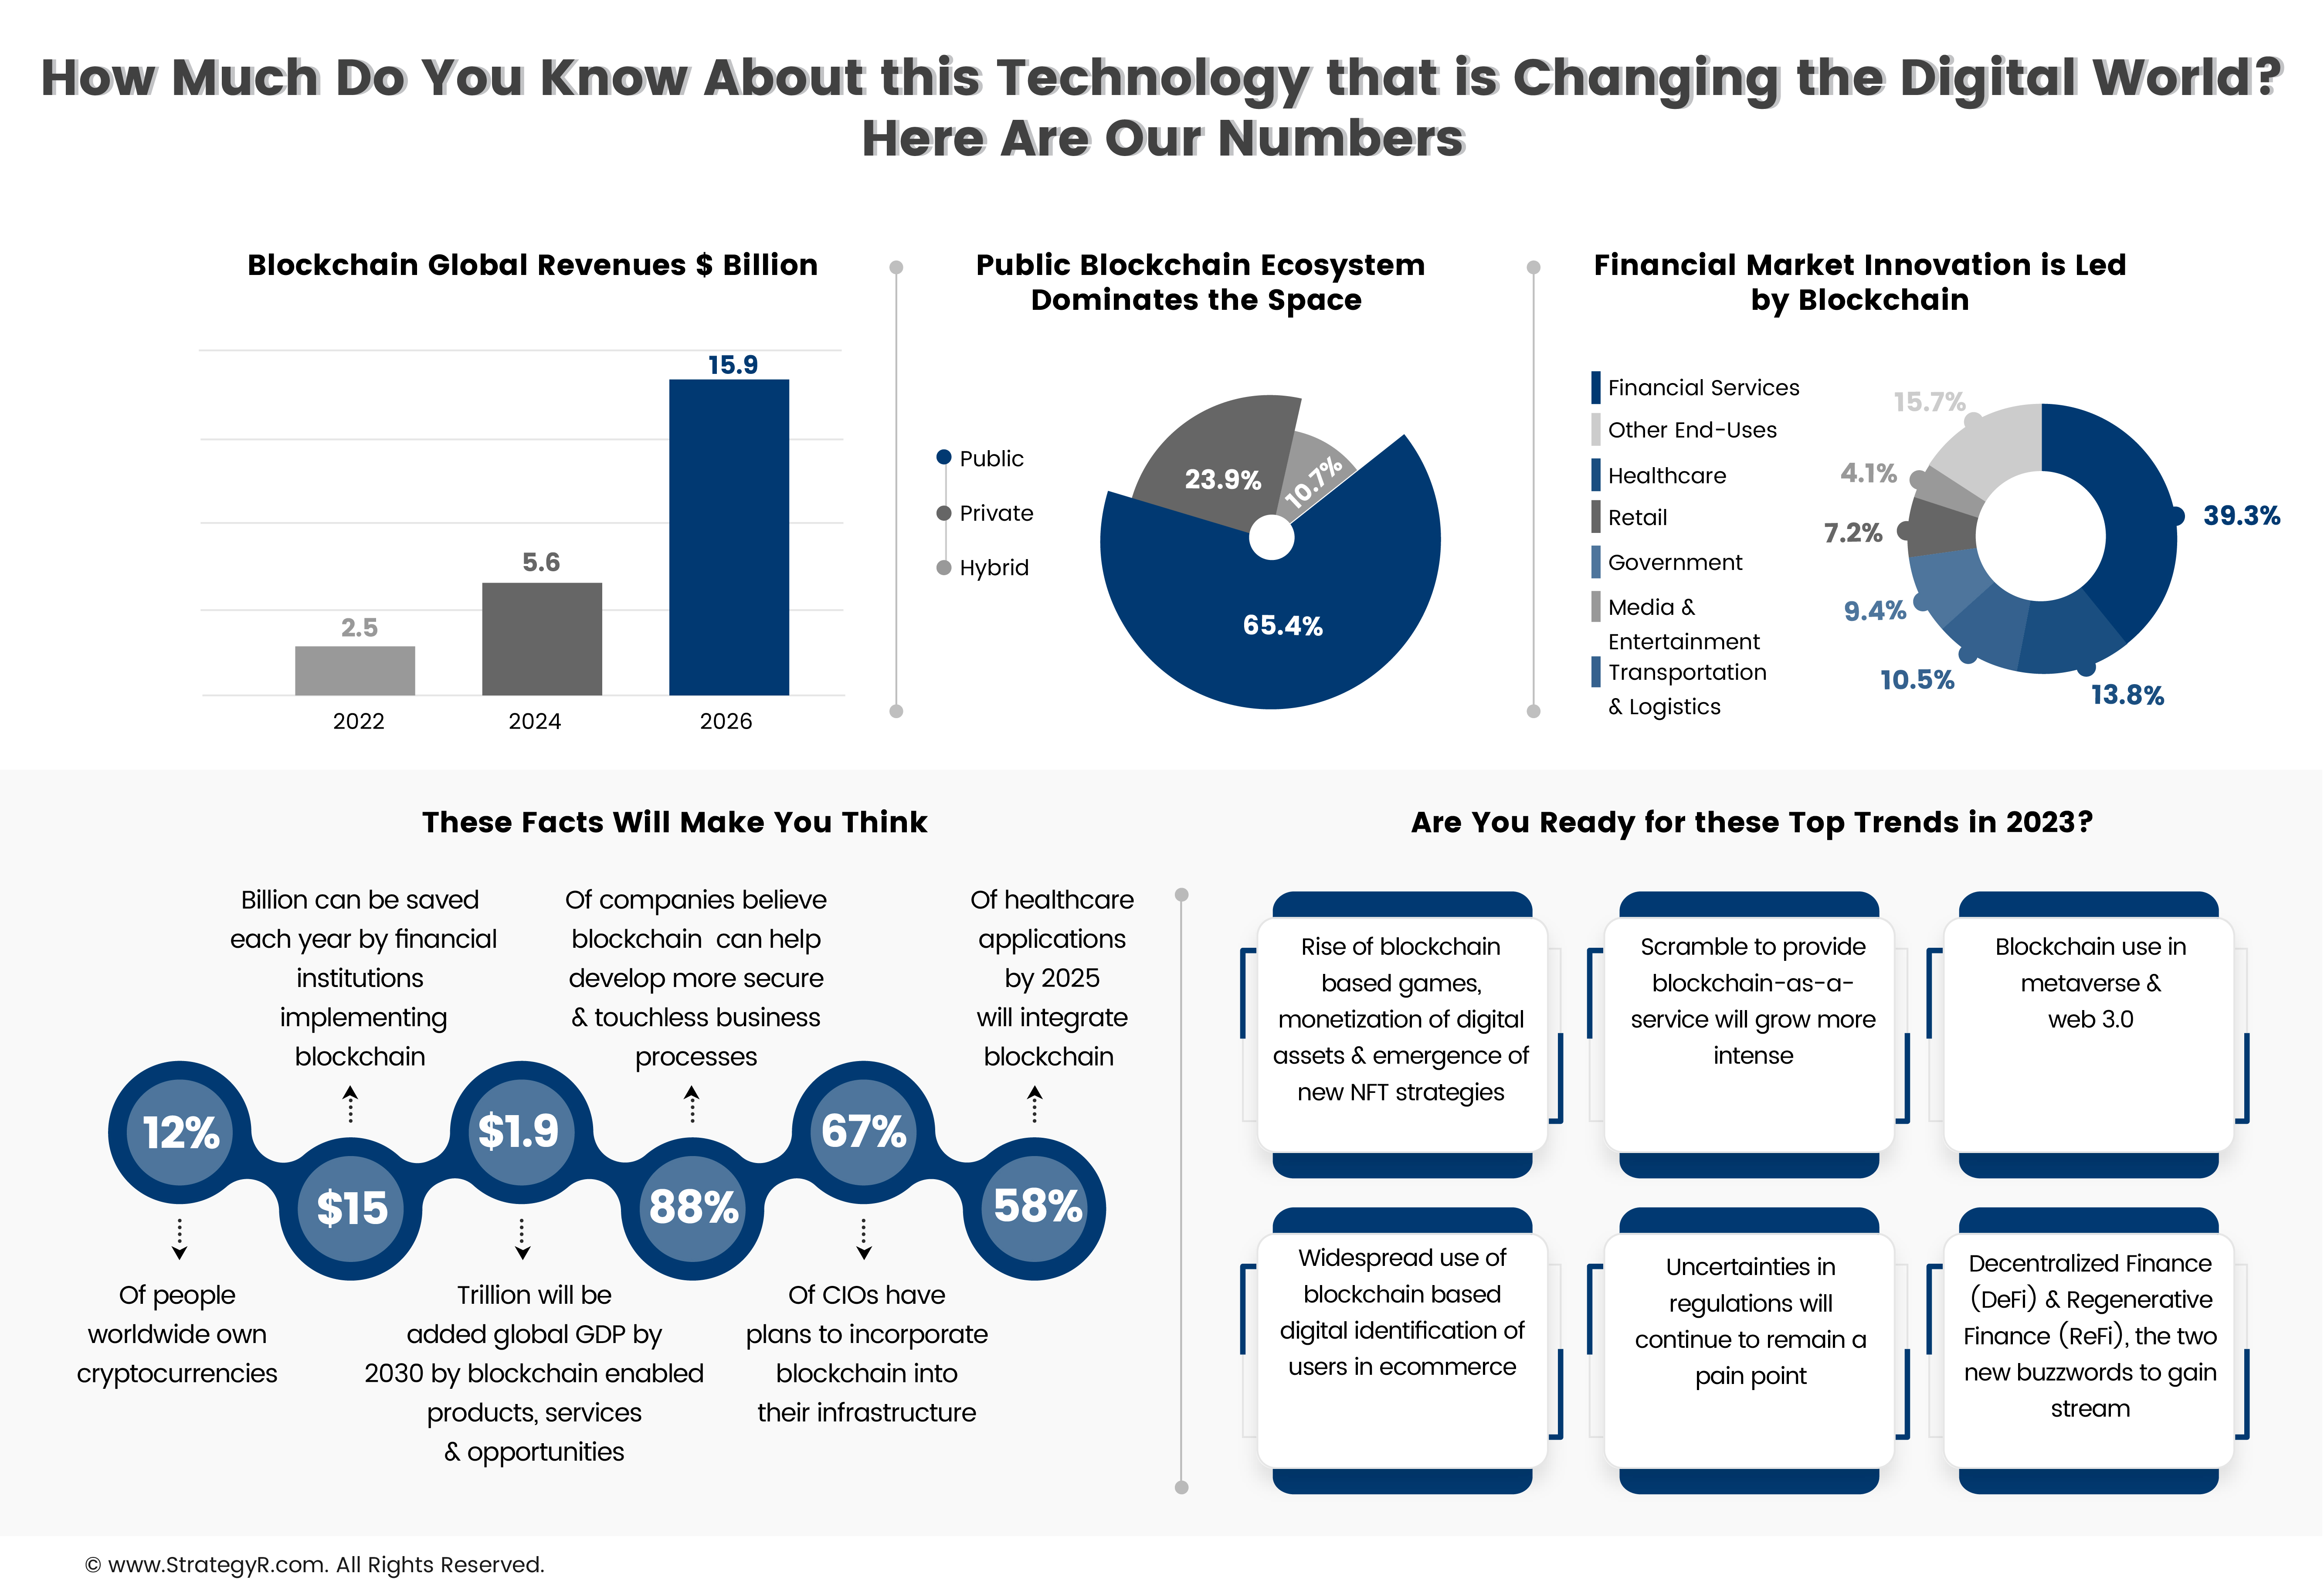 How Much Do You Know About this Technology that is Changing the Digital World?
Here Are Our Numbers
Blockchain Global Revenues $ Billion
15.9
5.6
2.5
2022
2024
2026
Public Blockchain Ecosystem
Dominates the Space
Public
Private
Hybrid
23.9%
10.7%
65.4%
Financial Market Innovation is Led
by Blockchain
Financial Services
Other End-Uses
Healthcare
Retail
Government
Media &
Entertainment
Transportation
& Logistics
15.7%
4.1%
7.2%
9.4%
10.5%
13.8%
39.3%
These Facts Will Make You Think
12%
Of people
worldwide own
cryptocurrencies
Billion can be saved
each year by financial
institutions
implementing
blockchain
$15
$1.9
Trillion will be
added global GDP by
2030 by blockchain enabled
products, services
& opportunities
Of companies believe
blockchain can help
develop more secure
& touchless business
processes
88%
67%
Of CIOs have
plans to incorporate
blockchain into
their infrastructure
Of healthcare
applications
by 2025
will integrate
blockchain
58%
Are You Ready for these Top Trends in 2023?
Rise of blockchain
based games,
monetization of digital
assets & emergence of
new NFT strategies
Scramble to provide
blockchain-as-a-
service will grow more
intense
Blockchain use in
metaverse &
web 3.0
Widespread use of
blockchain based
digital identification of
users in ecommerce
Uncertainties in
regulations will
continue to remain a
pain point
Decentralized Finance
(DeFi) & Regenerative
Finance (ReFi), the two
new buzzwords to gain
stream
© www.StrategyR.com. All Rights Reserved.